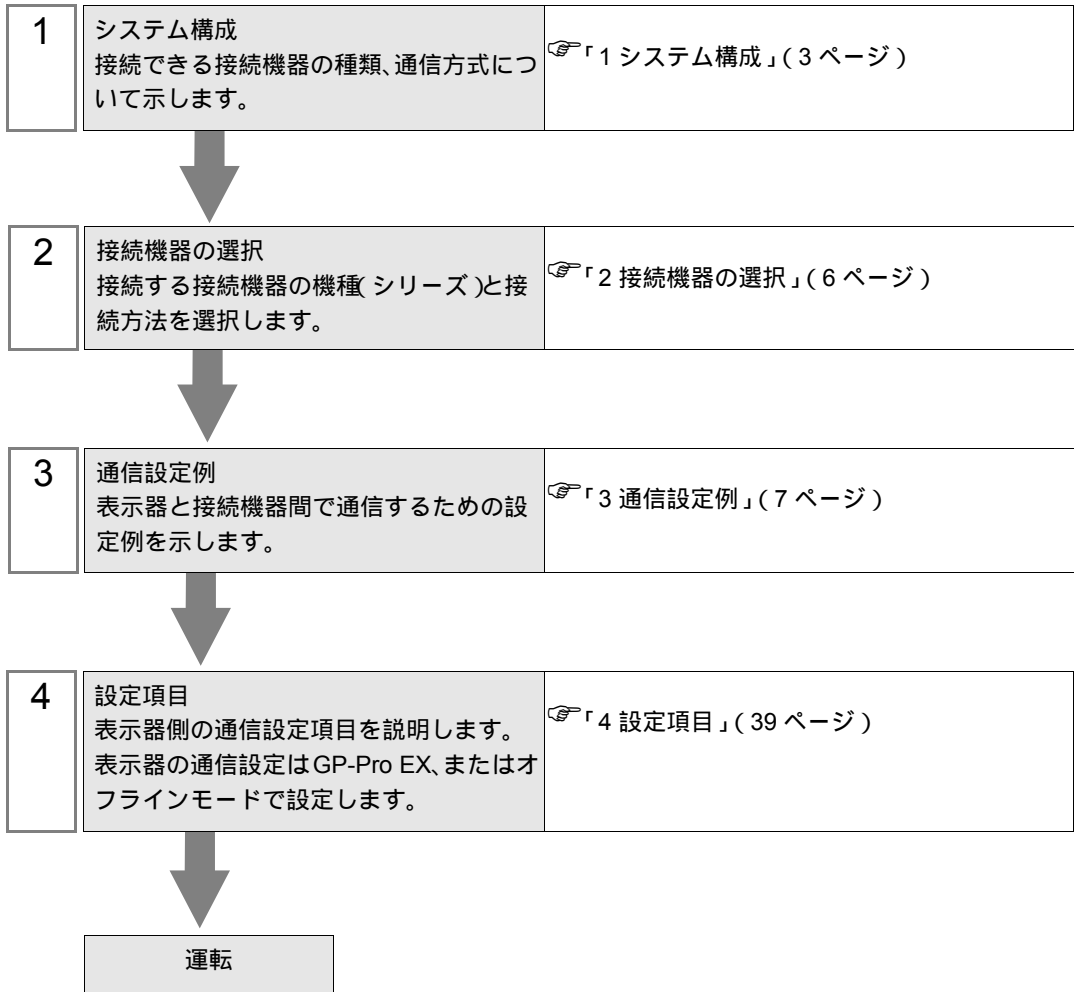 1
システム構成
接続できる接続機器の種類、通信方式につ
いて示します。
☞「1 システム構成」(3 ページ)
2
接続機器の選択
接続する接続機器の機種(シリーズ)と接
続方法を選択します。
☞「2 接続機器の選択」(6 ページ)
3
通信設定例
表示器と接続機器間で通信するための設
定例を示します。
☞「3 通信設定例」(7 ページ)
4
設定項目
表示器側の通信設定項目を説明します。
表示器の通信設定はGP-Pro EX、またはオ
フラインモードで設定します。
☞「4 設定項目」(39 ページ)
運転